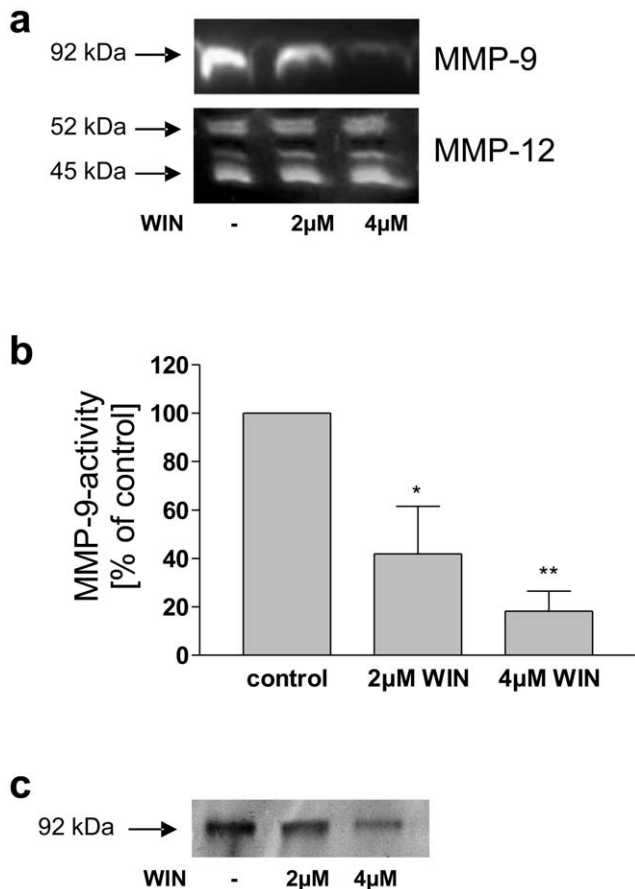 a
92 kDa
MMP-9
52 kDa
MMP-12
45 kDa
WIN - 2µM 4µM
b
MMP-9-activity
[% of control]
120
100
80
60
40
20
0
*
**
control 2µM WIN 4µM WIN
c
92 kDa
WIN - 2µM 4µM